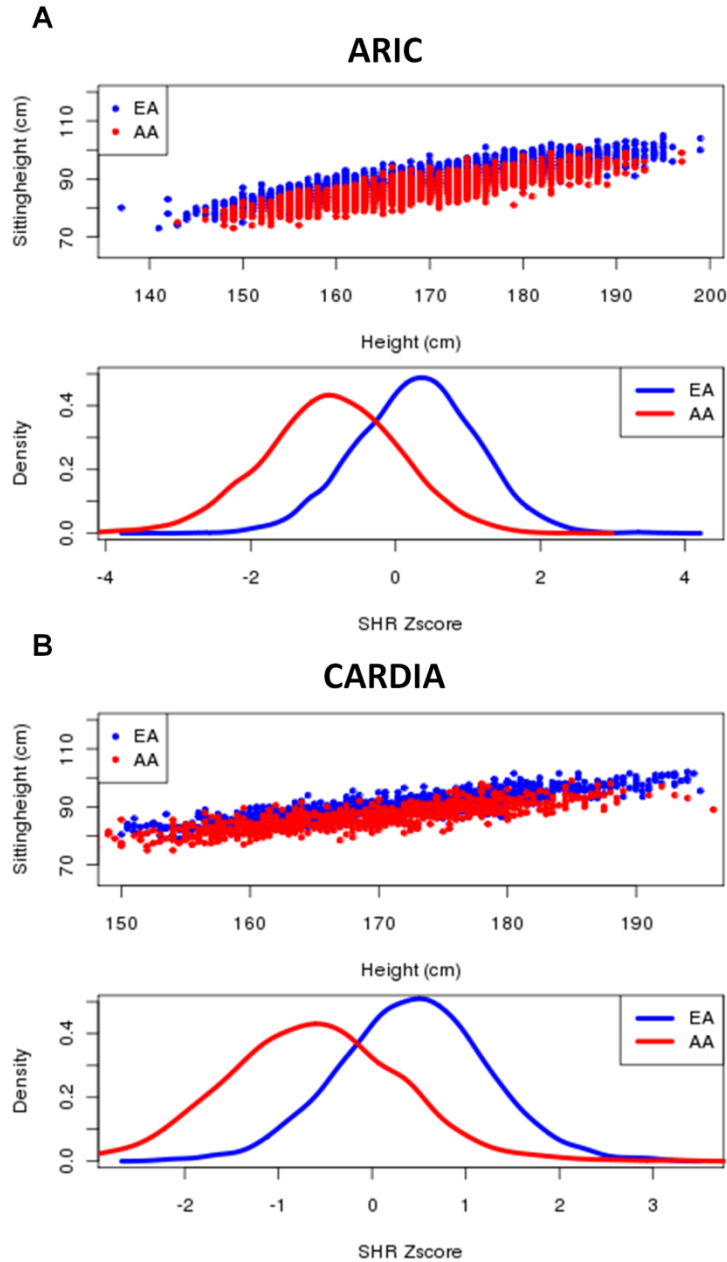 A
ARIC
EA
AA
Sittingheight (cm)
70 90 110
140 150 160 170 180 190 200
Height (cm)
EA
AA
Density
0.0 0.2 0.4
-4 -2 0 2 4
SHR Zscore
B
CARDIA
EA
AA
Sittingheight (cm)
70 90 110
150 160 170 180 190
Height (cm)
EA
AA
Density
0.0 0.2 0.4
-2 -1 0 1 2 3
SHR Zscore